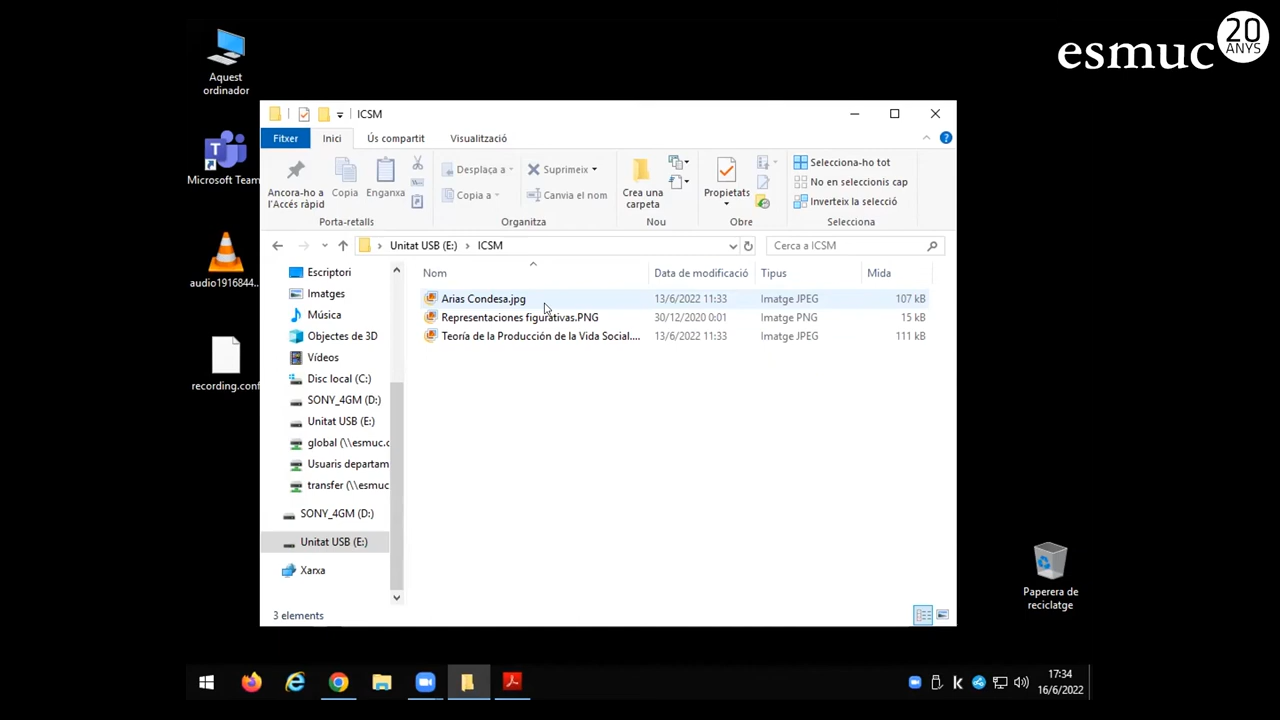 esmuc
20
ANYS
Aquest
ordinador
Microsoft Team
audio1916844...
recording.conf
ICSM
Fitxer
Inici
Ús compartit
Visualització
Ancora-ho a
l'Accés ràpid
Copia
Enganxa
Desplaça a
Copia a
Suprimeix
Canvia el nom
Crea una
carpeta
Propietats
Selecciona-ho tot
No en seleccionis cap
Inverteix la selecció
Porta-retalls
Organitza
Nou
Obre
Selecciona
Unitat USB (E:)
ICSM
Cerca a ICSM
Nom
Data de modificació
Tipus
Mida
Arias Condesa.jpg 13/6/2022 11:33 Imatge JPEG 107 kB
Representaciones figurativas.PNG 30/12/2020 0:01 Imatge PNG 15 kB
Teoría de la Producción de la Vida Social.... 13/6/2022 11:33 Imatge JPEG 111 kB
Escriptori
Imatges
Música
Objectes de 3D
Vídeos
Disc local (C:)
SONY_4GM (D:)
Unitat USB (E:)
global (\\esmuc.c
Usuaris departam
transfer (\\esmuc
SONY_4GM (D:)
Unitat USB (E:)
Xarxa
3 elements
Paperera de
reciclatge
17:34
16/6/2022